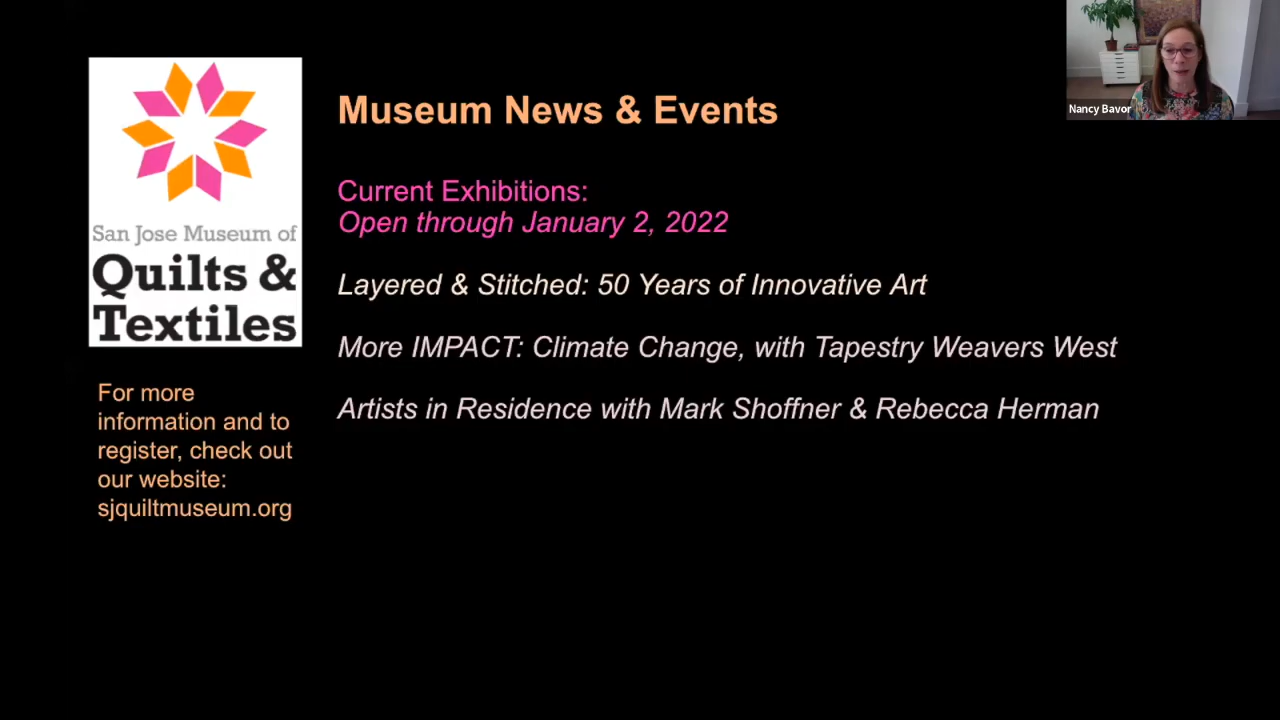 San Jose Museum of
Quilts &
Textiles
For more
information and to
register, check out
our website:
sjquiltmuseum.org
Museum News & Events
Current Exhibitions:
Open through January 2, 2022
Layered & Stitched: 50 Years of Innovative Art
More IMPACT: Climate Change, with Tapestry Weavers West
Artists in Residence with Mark Shoffner & Rebecca Herman
Nancy Bavor